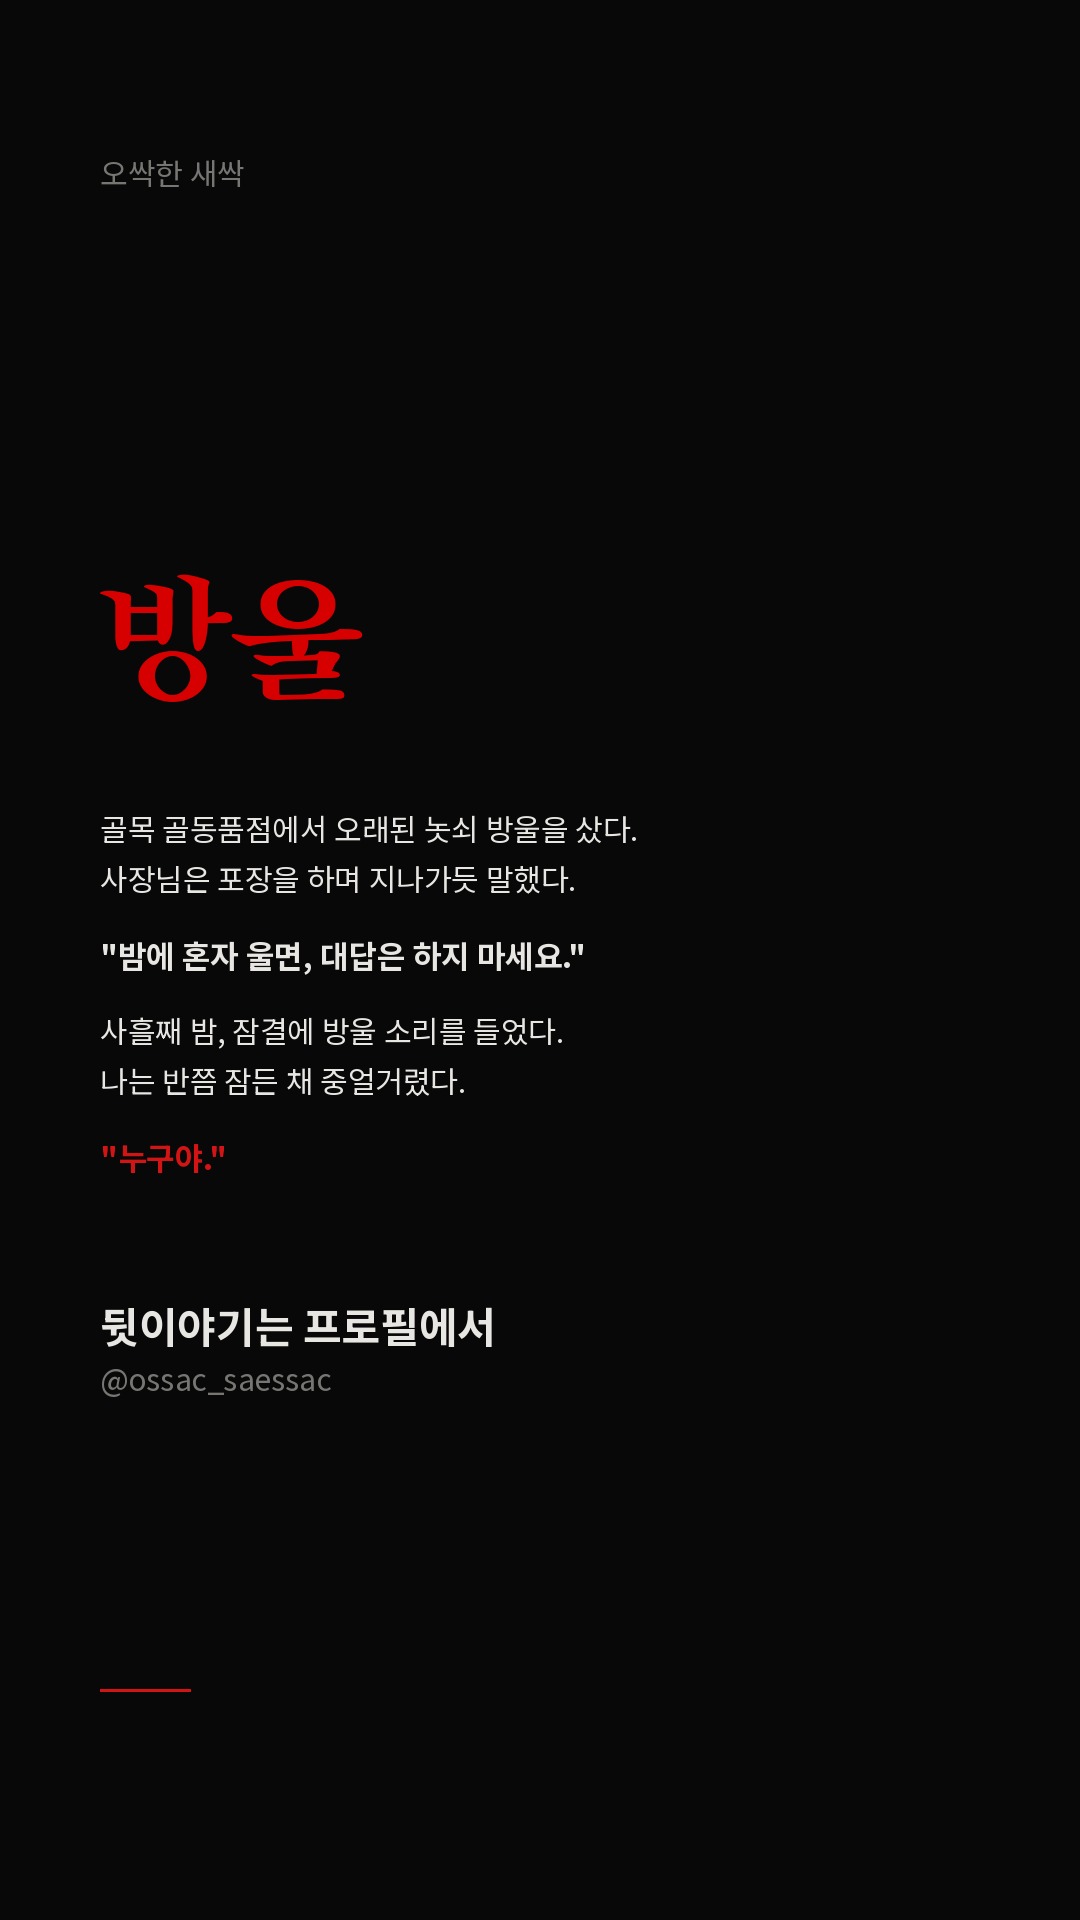 오싹한 새싹
방울
골목 골동품점에서 오래된 놋쇠 방울을 샀다.
사장님은 포장을 하며 지나가듯 말했다.
"밤에 혼자 울면, 대답은 하지 마세요."
사흘째 밤, 잠결에 방울 소리를 들었다.
나는 반쯤 잠든 채 중얼거렸다.
"누구야."
뒷이야기는 프로필에서
@ossac_saessac